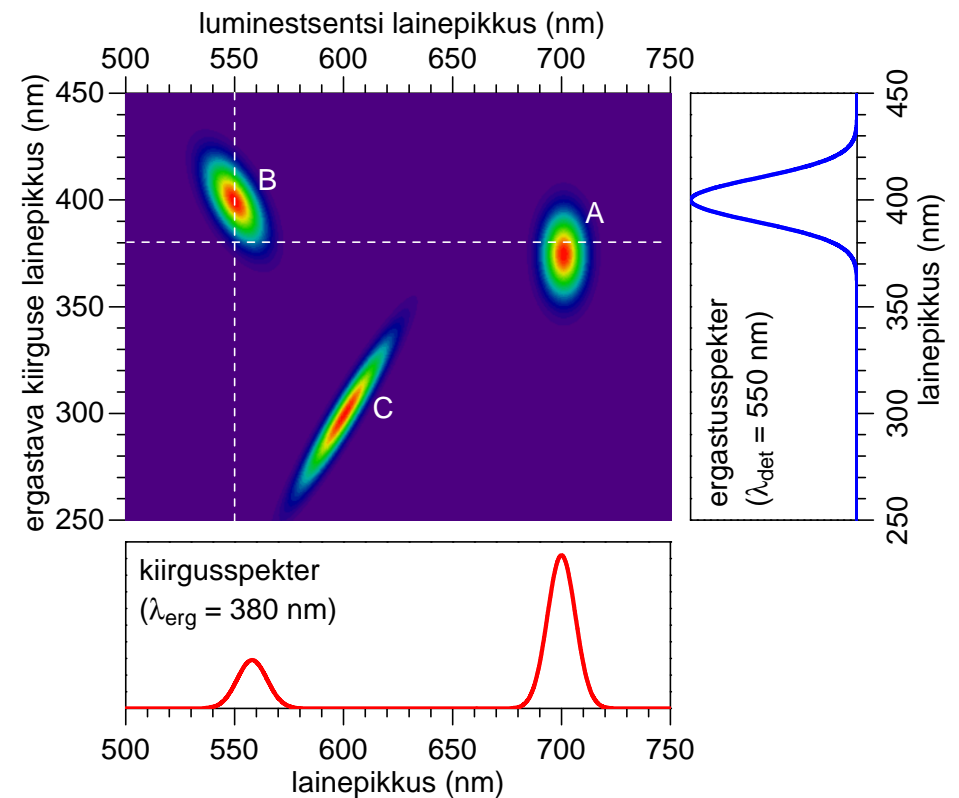 luminestsentsi lainepikkus (nm)
500 550 600 650 700 750
ergastava kiirguse lainepikkus (nm)
450
400
350
300
250
B
A
C
ergastusspekter
(λdet = 550 nm)
450
400
350
300
250
lainepikkus (nm)
kiirgusspekter
(λerg = 380 nm)
500 550 600 650 700 750
lainepikkus (nm)